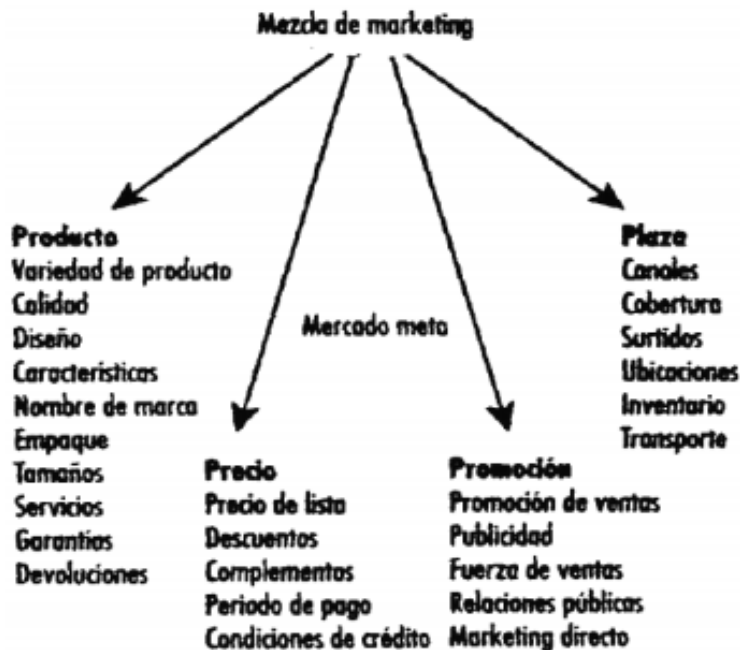 Mezcla de marketing
Producto
Variedad de producto
Calidad
Diseño
Características
Nombre de marca
Empaque
Tamaños
Servicios
Garantías
Devoluciones
Mercado meta
Precio
Precio de lista
Descuentos
Complementos
Periodo de pago
Condiciones de crédito
Promoción
Promoción de ventas
Publicidad
Fuerza de ventas
Relaciones públicas
Marketing directo
Plaza
Canales
Cobertura
Surtidos
Ubicaciones
Inventario
Transporte